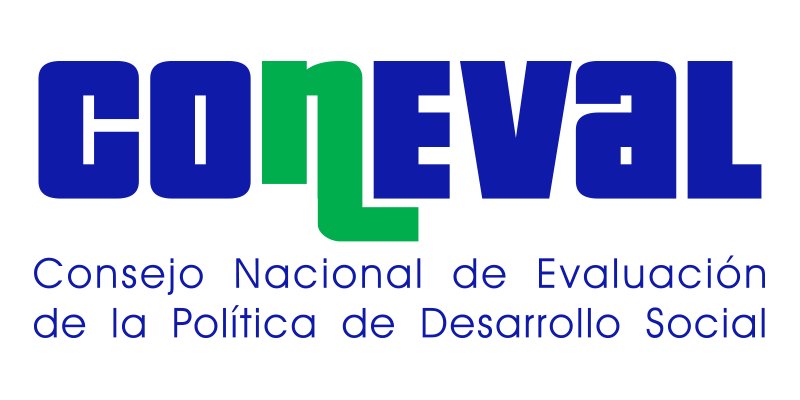 CONEVAL
Consejo Nacional de Evaluación
de la Política de Desarrollo Social